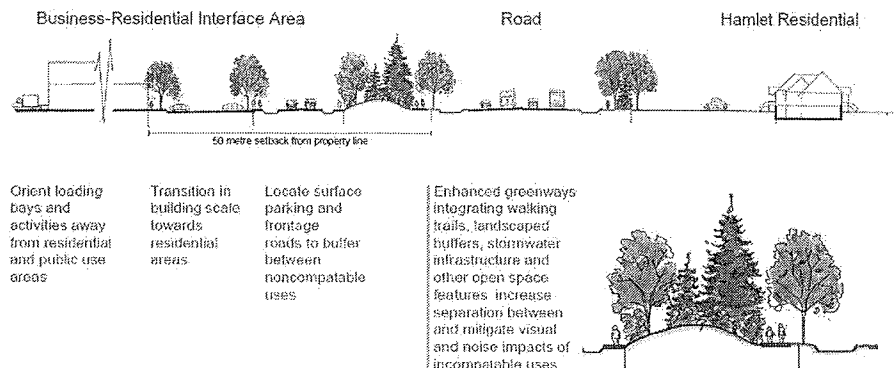 Business-Residential Interface Area
Road
Hamlet Residential
50 metre setback from property line
Orient loading
bays and
activities away
from residential
and public use
areas
Transition in
building scale
towards
residential
areas
Locate surface
parking and
frontage
roads to buffer
between
noncompatable
uses
Enhanced greenways
integrating walking
trails, landscaped
buffers, stormwater
infrastructure and
other open space
features increase
separation between
and mitigate visual
and noise impacts of
incompatable uses